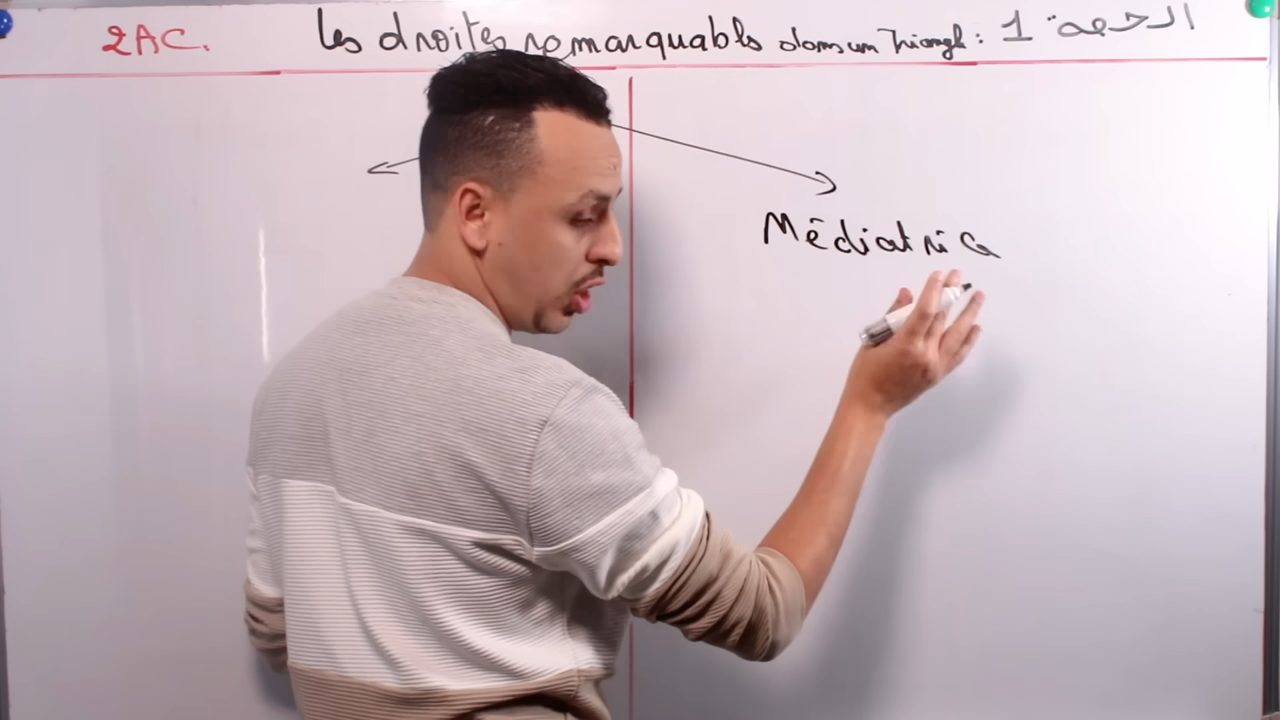 2AC. Les droites remarquables dans un Triangle : 1 الحصة
Médiatrice